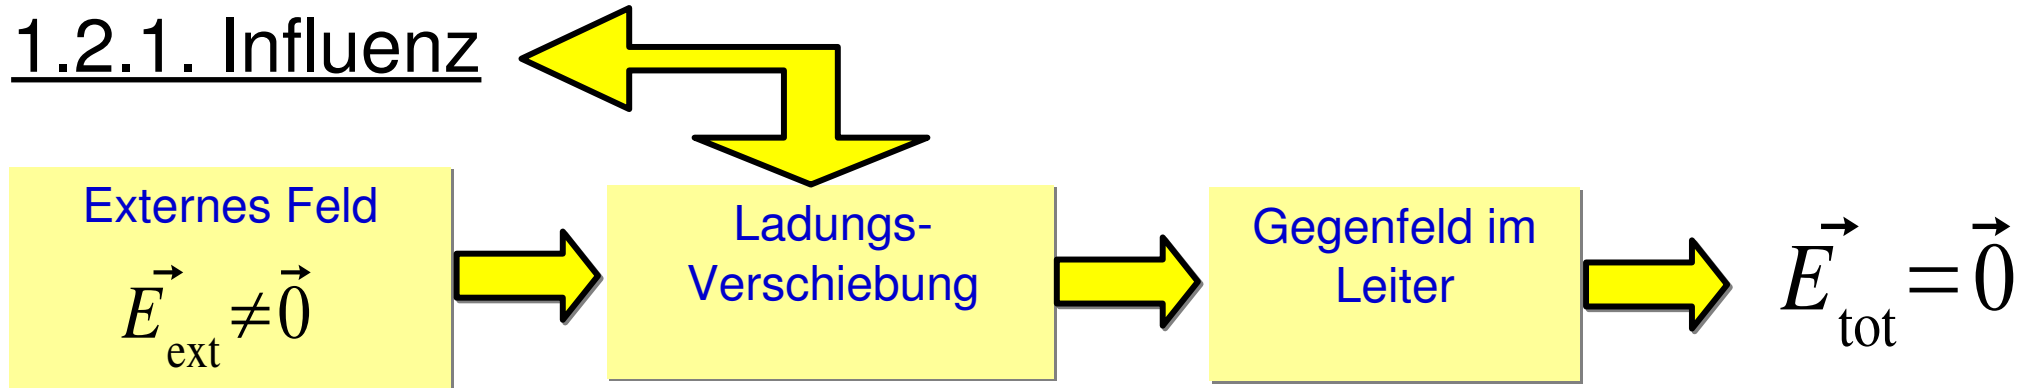 1.2.1. Influenz
Externes Feld
E⃗ext ≠ 0⃗
Ladungs-
Verschiebung
Gegenfeld im
Leiter
E⃗tot = 0⃗